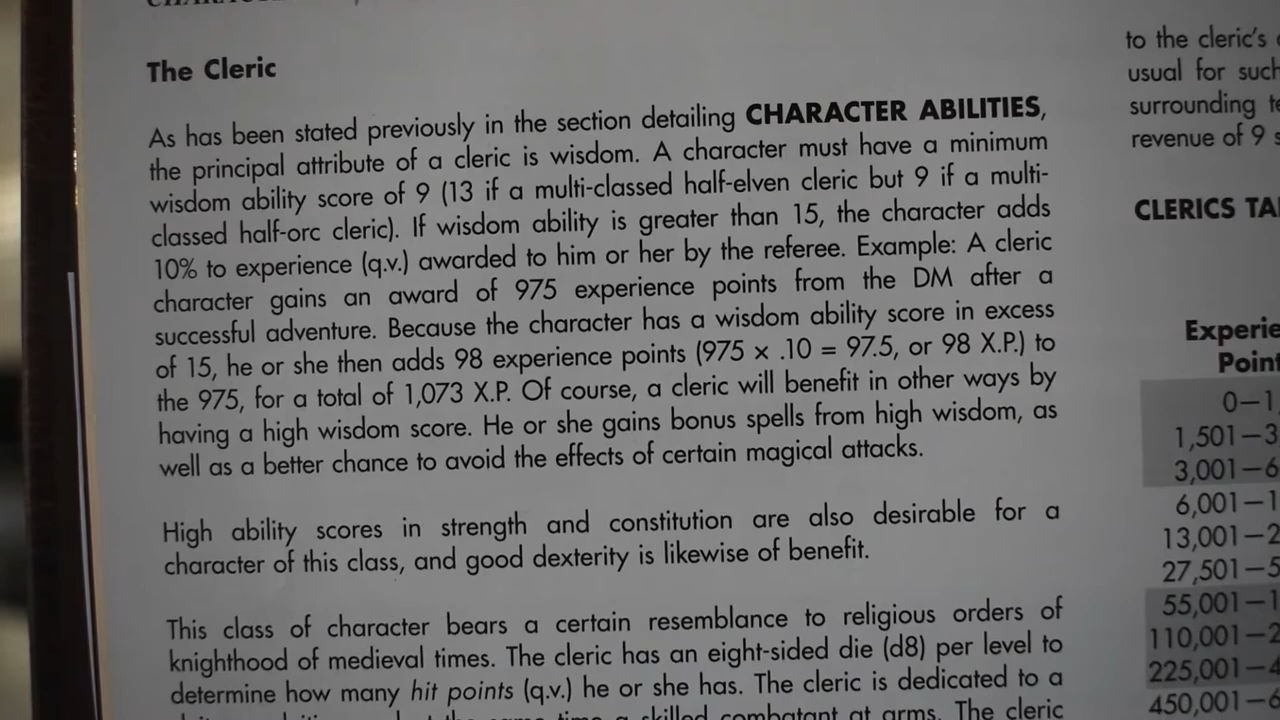 The Cleric
As has been stated previously in the section detailing CHARACTER ABILITIES,
the principal attribute of a cleric is wisdom. A character must have a minimum
wisdom ability score of 9 (13 if a multi-classed half-elven cleric but 9 if a multi-
classed half-orc cleric). If wisdom ability is greater than 15, the character adds
10% to experience (q.v.) awarded to him or her by the referee. Example: A cleric
character gains an award of 975 experience points from the DM after a
successful adventure. Because the character has a wisdom ability score in excess
of 15, he or she then adds 98 experience points (975 × .10 = 97.5, or 98 X.P.) to
the 975, for a total of 1,073 X.P. Of course, a cleric will benefit in other ways by
having a high wisdom score. He or she gains bonus spells from high wisdom, as
well as a better chance to avoid the effects of certain magical attacks.
High ability scores in strength and constitution are also desirable for a
character of this class, and good dexterity is likewise of benefit.
This class of character bears a certain resemblance to religious orders of
knighthood of medieval times. The cleric has an eight-sided die (d8) per level to
determine how many hit points (q.v.) he or she has. The cleric is dedicated to a
time a skilled combatant at arms. The cleric
to the cleric's
usual for such
surrounding
revenue of 9
CLERICS
Experie
Poin
0—1
1,501—3
3,001—6
6,001—1
13,001—2
27,501—5
55,001—1
110,001—2
225,001—4
450,001—6